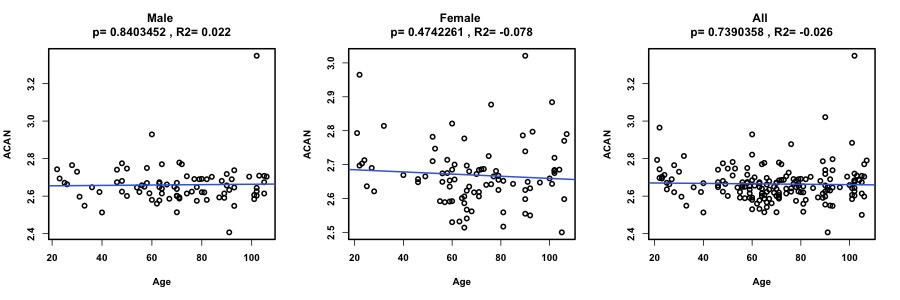 Male
p= 0.8403452 , R2= 0.022
ACAN
3.2
3.0
2.8
2.6
2.4
20 40 60 80 100
Age
Female
p= 0.4742261 , R2= -0.078
ACAN
3.0
2.9
2.8
2.7
2.6
2.5
20 40 60 80 100
Age
All
p= 0.7390358 , R2= -0.026
ACAN
3.2
3.0
2.8
2.6
2.4
20 40 60 80 100
Age